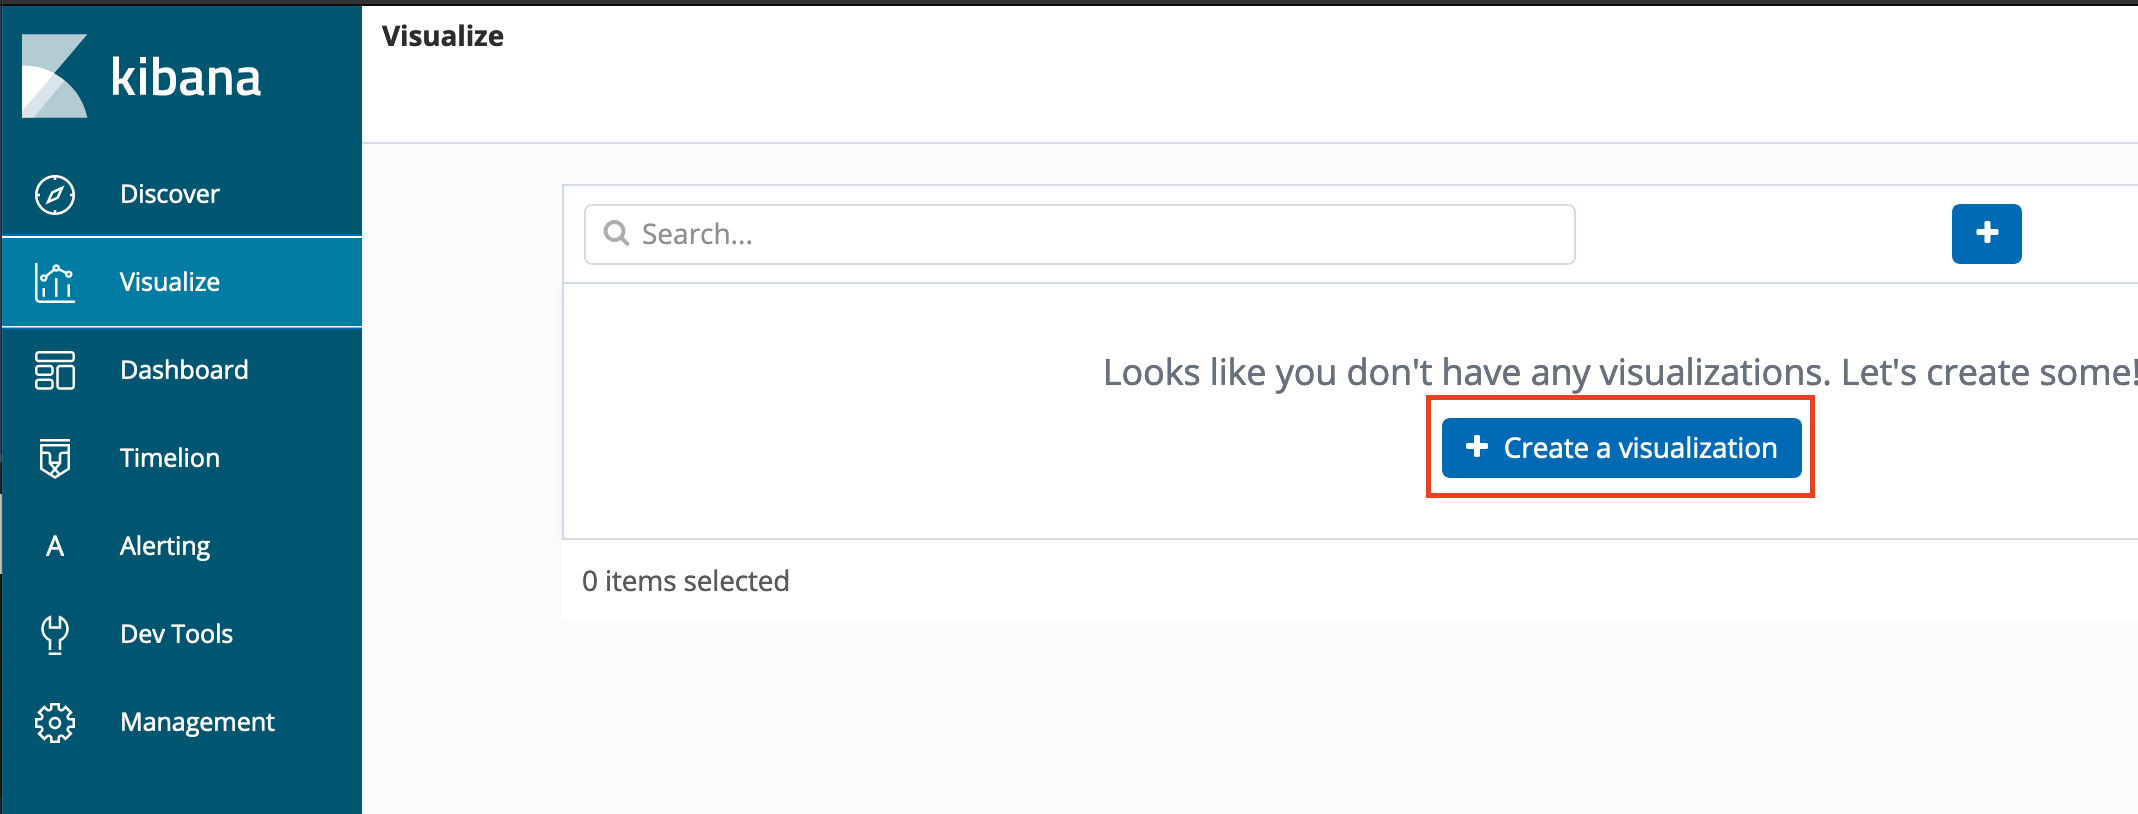 kibana
Discover
Visualize
Dashboard
Timelion
A Alerting
Dev Tools
Management
Visualize
Search...
Looks like you don't have any visualizations. Let's create some!
Create a visualization
0 items selected